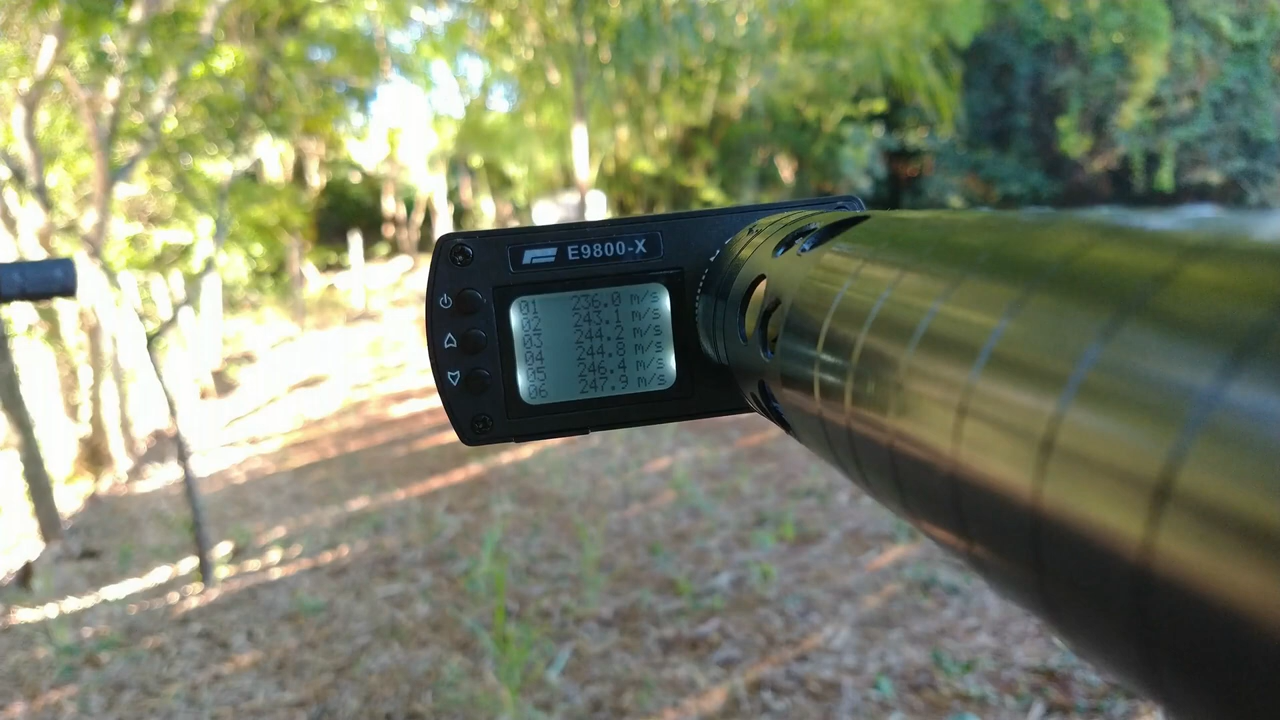 E9800-X
01 236.0 m/s
02 243.1 m/s
03 244.2 m/s
04 244.8 m/s
05 246.4 m/s
06 247.9 m/s